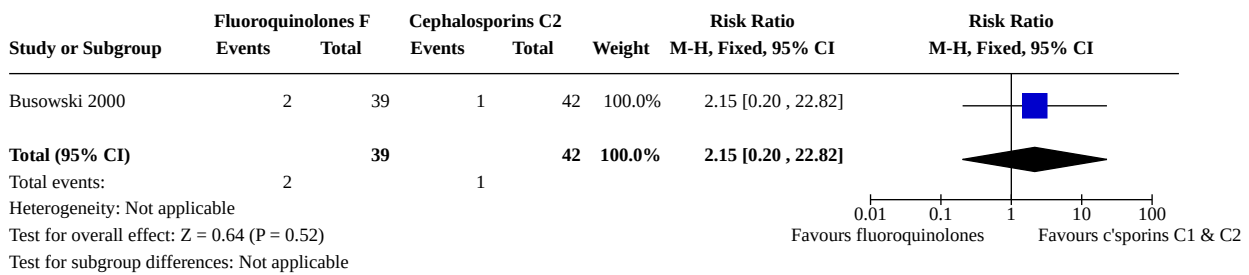 Fluoroquinolones F Cephalosporins C2 Risk Ratio Risk Ratio
Study or Subgroup Events Total Events Total Weight M-H, Fixed, 95% CI M-H, Fixed, 95% CI
Busowski 2000 2 39 1 42 100.0% 2.15 [0.20 , 22.82]
Total (95% CI) 39 42 100.0% 2.15 [0.20 , 22.82]
Total events: 2 1
Heterogeneity: Not applicable
0.01 0.1 1 10 100
Test for overall effect: Z = 0.64 (P = 0.52)
Favours fluoroquinolones Favours c'sporins C1 & C2
Test for subgroup differences: Not applicable